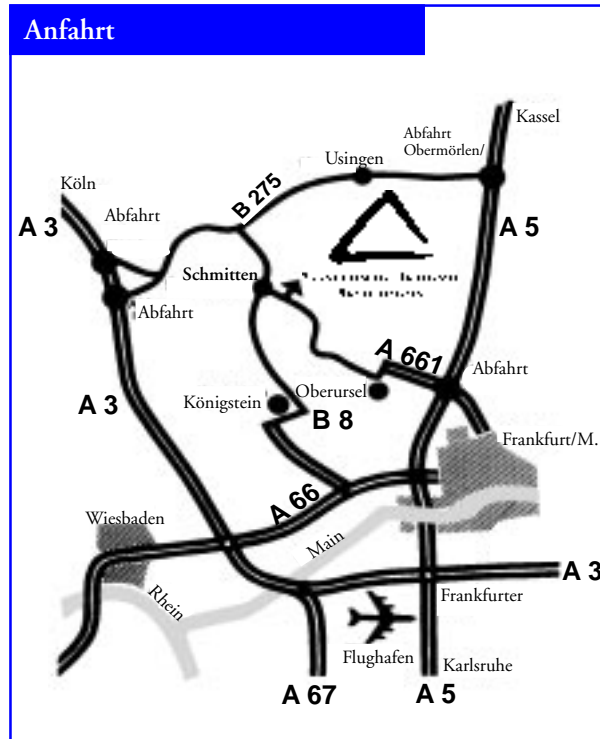 Anfahrt
Kassel
Abfahrt
Obermörlen/
Usingen
Köln
B 275
A 3
Abfahrt
A 5
Schmitten
Abfahrt
A 661
Abfahrt
A 3
Königstein
Oberursel
B 8
Frankfurt/M.
A 66
Wiesbaden
Main
Rhein
A 3
Frankfurter
Flughafen
Karlsruhe
A 67
A 5